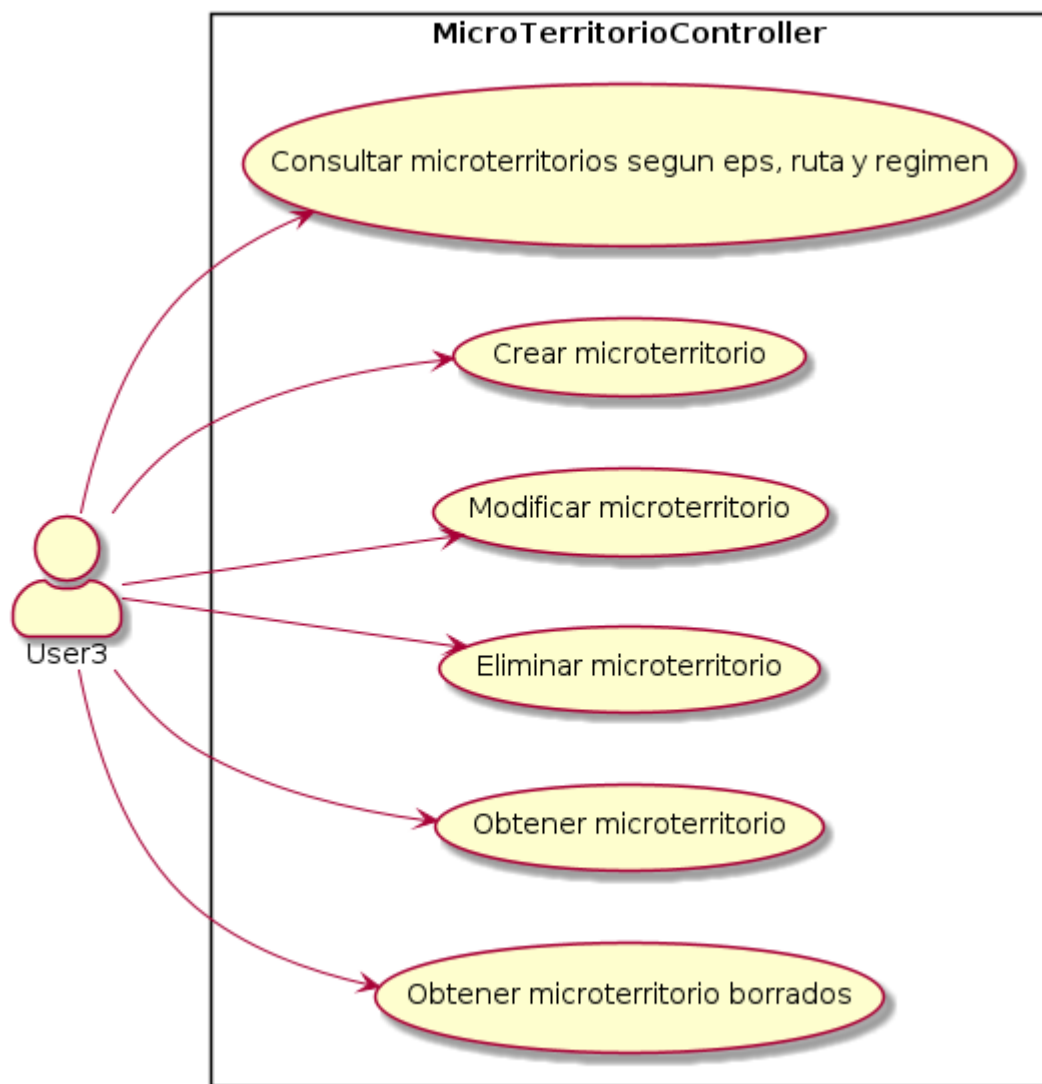 MicroTerritorioController
Consultar microterritorios segun eps, ruta y regimen
Crear microterritorio
Modificar microterritorio
User3
Eliminar microterritorio
Obtener microterritorio
Obtener microterritorio borrados